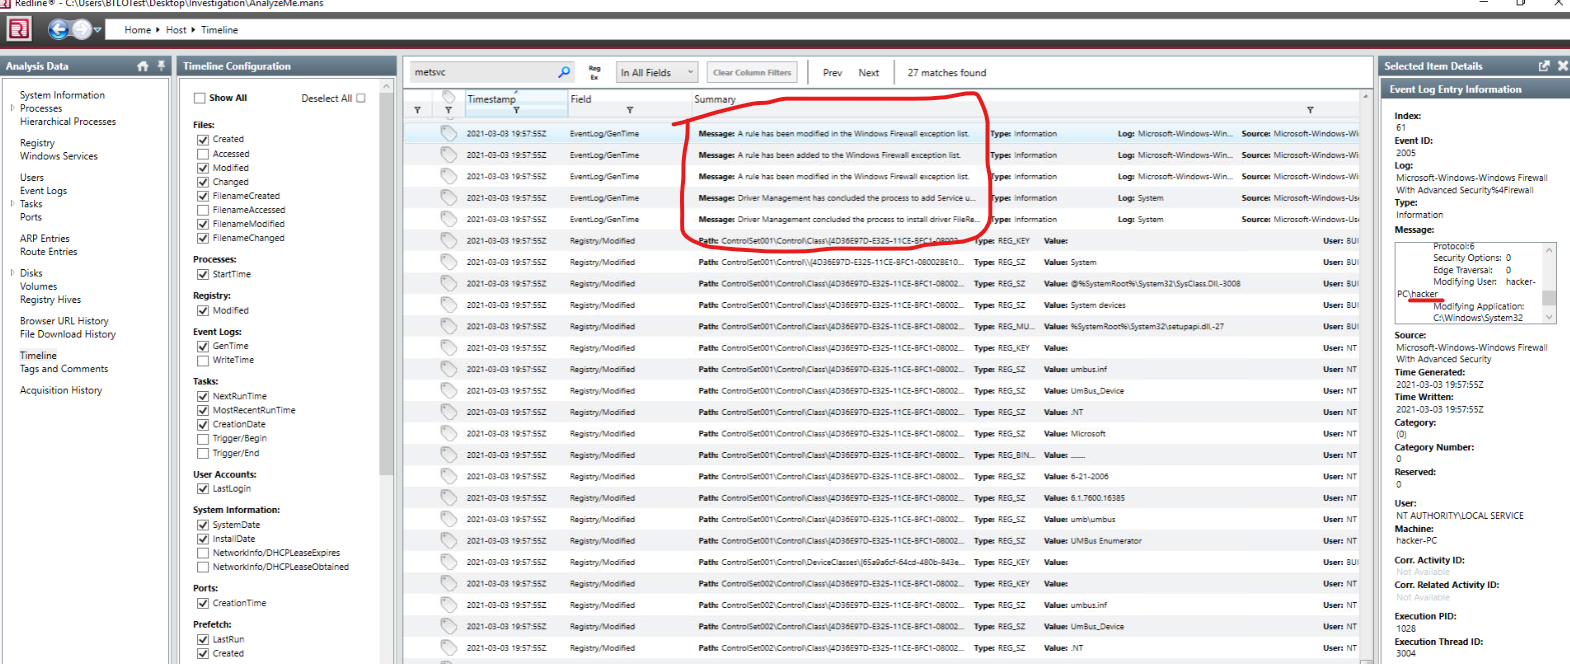 Redline® - C:\Users\BTLOTest\Desktop\Investigation\AnalyzeMe.mans
Home ▸ Host ▸ Timeline
Analysis Data
System Information
Processes
Hierarchical Processes
Registry
Windows Services
Users
Event Logs
Tasks
Ports
ARP Entries
Route Entries
Disks
Volumes
Registry Hives
Browser URL History
File Download History
Timeline
Tags and Comments
Acquisition History
Timeline Configuration
Show All Deselect All
Files:
Created
Accessed
Modified
Changed
FilenameCreated
FilenameAccessed
FilenameModified
FilenameChanged
Processes:
StartTime
Registry:
Modified
Event Logs:
GenTime
WriteTime
Tasks:
NextRunTime
MostRecentRunTime
CreationDate
Trigger/Begin
Trigger/End
User Accounts:
LastLogin
System Information:
SystemDate
InstallDate
NetworkInfo/DHCPLeaseExpires
NetworkInfo/DHCPLeaseObtained
Ports:
CreationTime
Prefetch:
LastRun
Created
metsvc Reg Ex In All Fields Clear Column Filters Prev Next 27 matches found
Timestamp Field Summary
2021-03-03 19:57:55Z EventLog/GenTime Message: A rule has been modified in the Windows Firewall exception list. Type: Information Log: Microsoft-Windows-Win... Source: Microsoft-Windows-Wi
2021-03-03 19:57:55Z EventLog/GenTime Message: A rule has been added to the Windows Firewall exception list. Type: Information Log: Microsoft-Windows-Win... Source: Microsoft-Windows-Wi
2021-03-03 19:57:55Z EventLog/GenTime Message: A rule has been modified in the Windows Firewall exception list. Type: Information Log: Microsoft-Windows-Win... Source: Microsoft-Windows-Wi
2021-03-03 19:57:55Z EventLog/GenTime Message: Driver Management has concluded the process to add Service u... Type: Information Log: System Source: Microsoft-Windows-Us
2021-03-03 19:57:55Z EventLog/GenTime Message: Driver Management concluded the process to install driver FileRe... Type: Information Log: System Source: Microsoft-Windows-Us
2021-03-03 19:57:55Z Registry/Modified Path: ControlSet001\Control\Class\{4D36E97D-E325-11CE-BFC1-08002... Type: REG_KEY Value: User: BUI
2021-03-03 19:57:55Z Registry/Modified Path: ControlSet001\Control\\{4D36E97D-E325-11CE-BFC1-08002BE10... Type: REG_SZ Value: System User: BUI
2021-03-03 19:57:55Z Registry/Modified Path: ControlSet001\Control\Class\{4D36E97D-E325-11CE-BFC1-08002... Type: REG_SZ Value: @%SystemRoot%\System32\SysClass.Dll,-3008 User: BUI
2021-03-03 19:57:55Z Registry/Modified Path: ControlSet001\Control\Class\{4D36E97D-E325-11CE-BFC1-08002... Type: REG_SZ Value: System devices User: BUI
2021-03-03 19:57:55Z Registry/Modified Path: ControlSet001\Control\Class\{4D36E97D-E325-11CE-BFC1-08002... Type: REG_MU... Value: %SystemRoot%\System32\setupapi.dll,-27 User: BUI
2021-03-03 19:57:55Z Registry/Modified Path: ControlSet001\Control\Class\{4D36E97D-E325-11CE-BFC1-08002... Type: REG_KEY Value: User: NT
2021-03-03 19:57:55Z Registry/Modified Path: ControlSet001\Control\Class\{4D36E97D-E325-11CE-BFC1-08002... Type: REG_SZ Value: umbus.inf User: NT
2021-03-03 19:57:55Z Registry/Modified Path: ControlSet001\Control\Class\{4D36E97D-E325-11CE-BFC1-08002... Type: REG_SZ Value: UmBus_Device User: NT
2021-03-03 19:57:55Z Registry/Modified Path: ControlSet001\Control\Class\{4D36E97D-E325-11CE-BFC1-08002... Type: REG_SZ Value: .NT User: NT
2021-03-03 19:57:55Z Registry/Modified Path: ControlSet001\Control\Class\{4D36E97D-E325-11CE-BFC1-08002... Type: REG_SZ Value: Microsoft User: NT
2021-03-03 19:57:55Z Registry/Modified Path: ControlSet001\Control\Class\{4D36E97D-E325-11CE-BFC1-08002... Type: REG_BIN... Value: ........ User: NT
2021-03-03 19:57:55Z Registry/Modified Path: ControlSet001\Control\Class\{4D36E97D-E325-11CE-BFC1-08002... Type: REG_SZ Value: 6-21-2006 User: NT
2021-03-03 19:57:55Z Registry/Modified Path: ControlSet001\Control\Class\{4D36E97D-E325-11CE-BFC1-08002... Type: REG_SZ Value: 6.1.7600.16385 User: NT
2021-03-03 19:57:55Z Registry/Modified Path: ControlSet001\Control\Class\{4D36E97D-E325-11CE-BFC1-08002... Type: REG_SZ Value: umb\umbus User: NT
2021-03-03 19:57:55Z Registry/Modified Path: ControlSet001\Control\Class\{4D36E97D-E325-11CE-BFC1-08002... Type: REG_SZ Value: UMBus Enumerator User: NT
2021-03-03 19:57:55Z Registry/Modified Path: ControlSet001\Control\DeviceClasses\{65a9a6cf-64cd-480b-843e... Type: REG_KEY Value: User: BUI
2021-03-03 19:57:55Z Registry/Modified Path: ControlSet002\Control\Class\{4D36E97D-E325-11CE-BFC1-08002... Type: REG_KEY Value: User: NT
2021-03-03 19:57:55Z Registry/Modified Path: ControlSet002\Control\Class\{4D36E97D-E325-11CE-BFC1-08002... Type: REG_SZ Value: umbus.inf User: NT
2021-03-03 19:57:55Z Registry/Modified Path: ControlSet002\Control\Class\{4D36E97D-E325-11CE-BFC1-08002... Type: REG_SZ Value: UmBus_Device User: NT
2021-03-03 19:57:55Z Registry/Modified Path: ControlSet002\Control\Class\{4D36E97D-E325-11CE-BFC1-08002... Type: REG_SZ Value: .NT User: NT
Selected Item Details
Event Log Entry Information
Index:
61
Event ID:
2005
Log:
Microsoft-Windows-Windows Firewall
With Advanced Security%4Firewall
Type:
Information
Message:
Protocol:6
Security Options: 0
Edge Traversal: 0
Modifying User: hacker-
PC\hacker
Modifying Application:
C:\Windows\System32
Source:
Microsoft-Windows-Windows Firewall
With Advanced Security
Time Generated:
2021-03-03 19:57:55Z
Time Written:
2021-03-03 19:57:55Z
Category:
(0)
Category Number:
0
Reserved:
0
User:
NT AUTHORITY\LOCAL SERVICE
Machine:
hacker-PC
Corr. Activity ID:
Not Available
Corr. Related Activity ID:
Not Available
Execution PID:
1028
Execution Thread ID:
3004